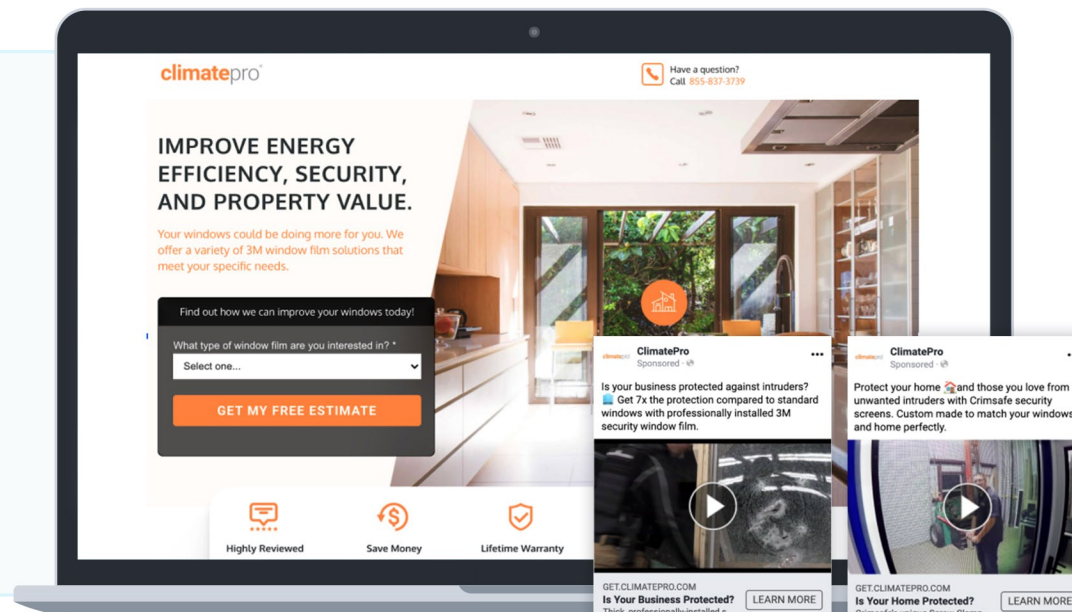 climatepro
Have a question?
Call 855-837-3739
IMPROVE ENERGY
EFFICIENCY, SECURITY,
AND PROPERTY VALUE.
Your windows could be doing more for you. We
offer a variety of 3M window film solutions that
meet your specific needs.
Find out how we can improve your windows today!
What type of window film are you interested in? *
Select one...
GET MY FREE ESTIMATE
Highly Reviewed
Save Money
Lifetime Warranty
climatepro
ClimatePro
Sponsored ·
Is your business protected against intruders?
Get 7x the protection compared to standard
windows with professionally installed 3M
security window film.
GET.CLIMATEPRO.COM
Is Your Business Protected?
LEARN MORE
Thick, professionally-installed s
climatepro
ClimatePro
Sponsored ·
Protect your home 🏠and those you love from
unwanted intruders with Crimsafe security
screens. Custom made to match your windows
and home perfectly.
GET.CLIMATEPRO.COM
Is Your Home Protected?
LEARN MORE